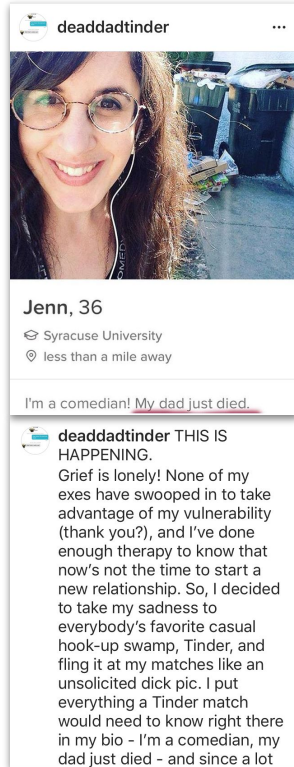 deaddadtinder
Jenn, 36
Syracuse University
less than a mile away
I'm a comedian! My dad just died.
deaddadtinder THIS IS
HAPPENING.
Grief is lonely! None of my
exes have swooped in to take
advantage of my vulnerability
(thank you?), and I've done
enough therapy to know that
now's not the time to start a
new relationship. So, I decided
to take my sadness to
everybody's favorite casual
hook-up swamp, Tinder, and
fling it at my matches like an
unsolicited dick pic. I put
everything a Tinder match
would need to know right there
in my bio - I'm a comedian, my
dad just died - and since a lot